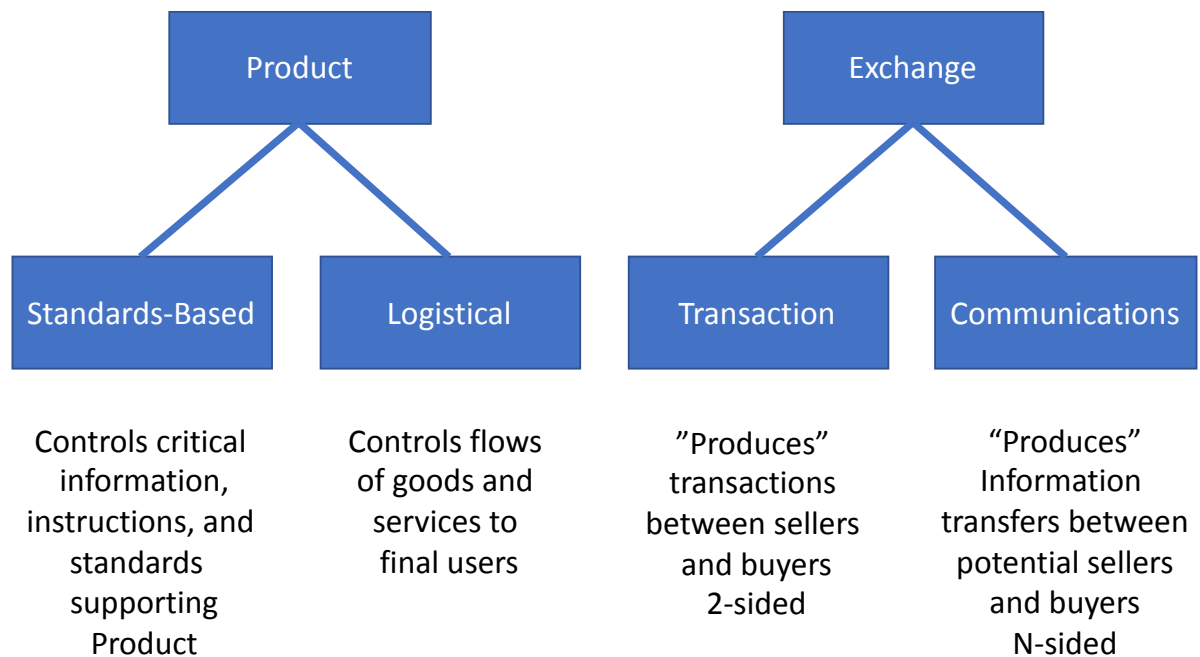 Product
Exchange
Standards-Based
Logistical
Transaction
Communications
Controls critical
information,
instructions, and
standards
supporting
Product
Controls flows
of goods and
services to
final users
”Produces”
transactions
between sellers
and buyers
2-sided
“Produces”
Information
transfers between
potential sellers
and buyers
N-sided